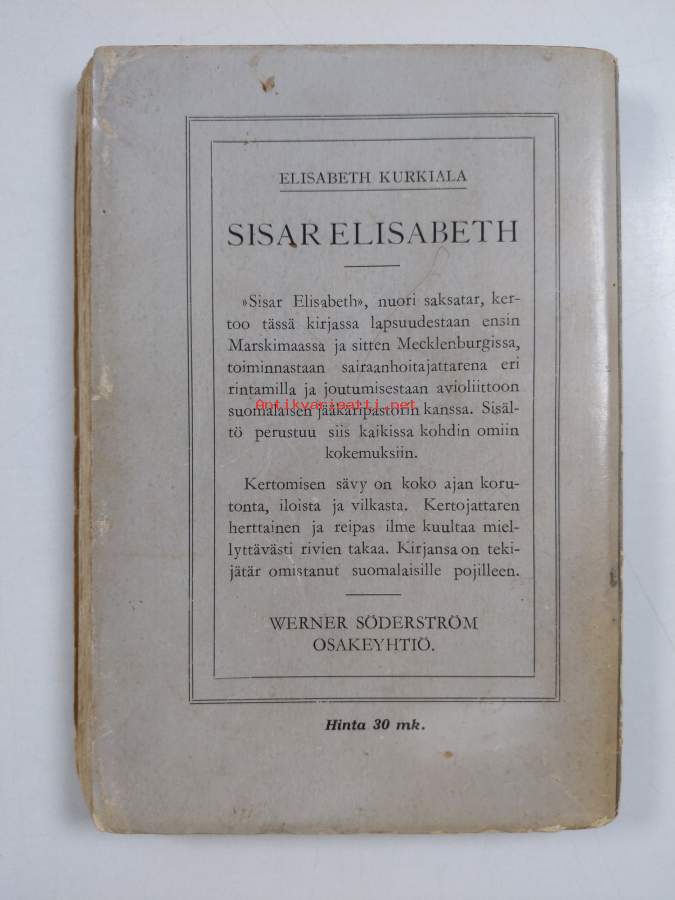 ELISABETH KURKIALA
SISAR ELISABETH
»Sisar Elisabeth», nuori saksatar, ker-
too tässä kirjassa lapsuudestaan ensin
Marskimaassa ja sitten Mecklenburgissa,
toiminnastaan sairaanhoitajattarena eri
rintamilla ja joutumisestaan avioliittoon
Antikvaripatti.net
suomalaisen jääkäripastorin kanssa. Sisäl-
tö perustuu siis kaikissa kohdin omiin
kokemuksiin.
Kertomisen sävy on koko ajan koru-
tonta, iloista ja vilkasta. Kertojattaren
herttainen ja reipas ilme kuultaa miel-
lyttävästi rivien takaa. Kirjansa on teki-
jätär omistanut suomalaisille pojilleen.
WERNER SÖDERSTRÖM
OSAKEYHTIÖ.
Hinta 30 mk.